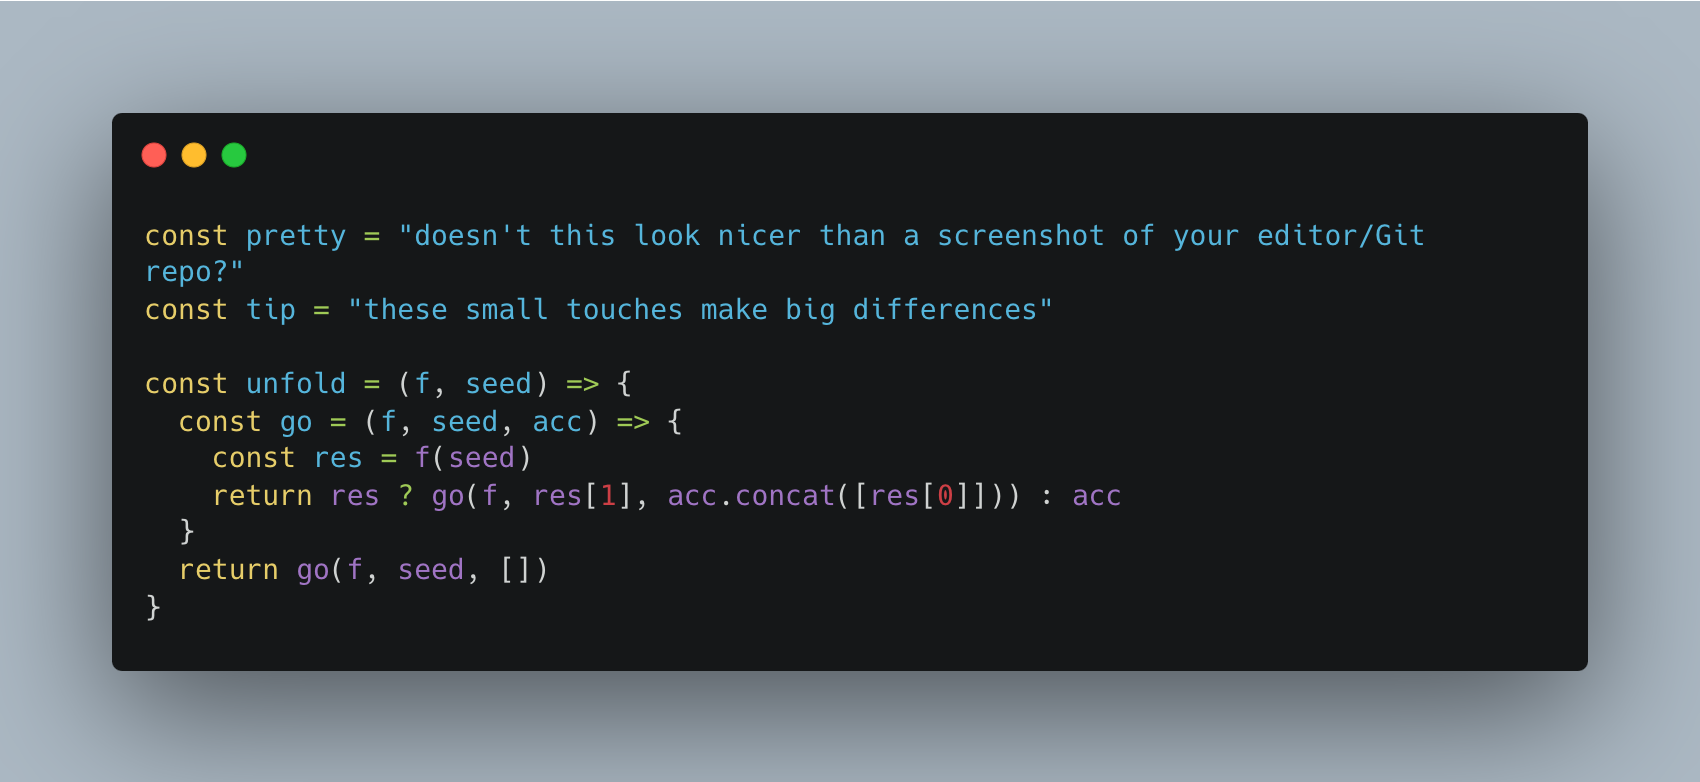 const pretty = "doesn't this look nicer than a screenshot of your editor/Git
repo?"
const tip = "these small touches make big differences"

const unfold = (f, seed) => {
  const go = (f, seed, acc) => {
    const res = f(seed)
    return res ? go(f, res[1], acc.concat([res[0]])) : acc
  }
  return go(f, seed, [])
}